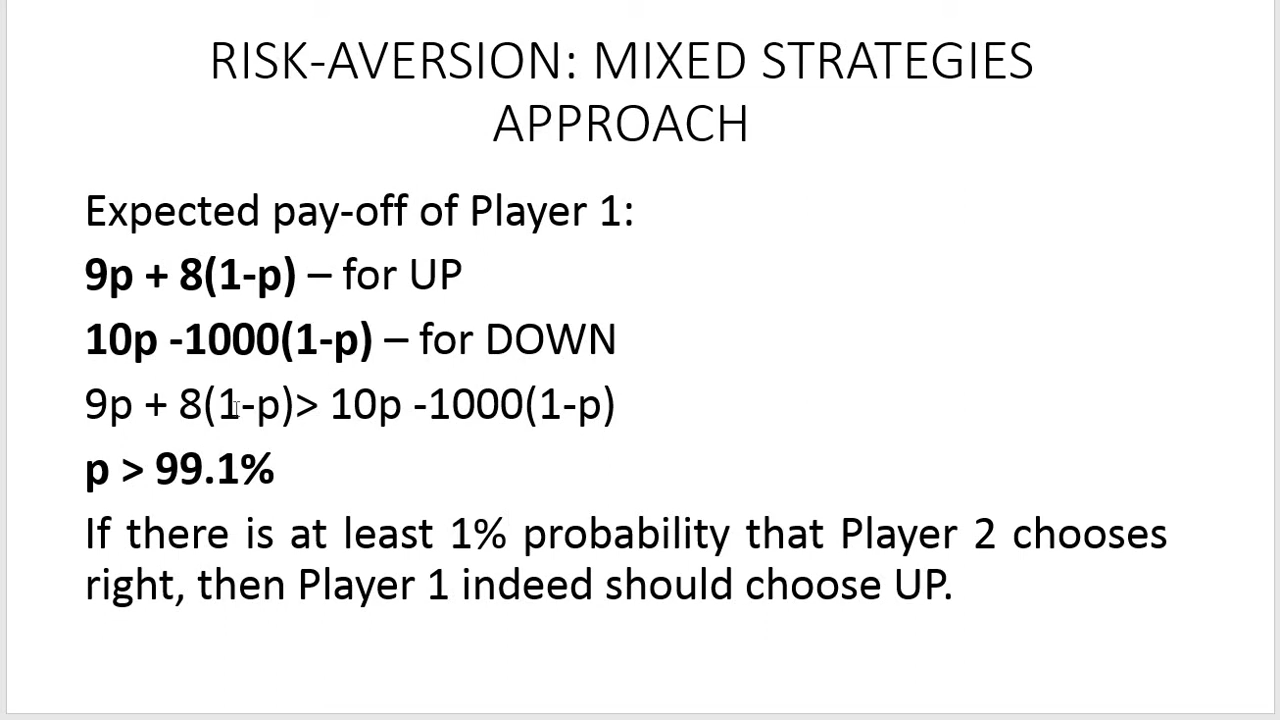 RISK-AVERSION: MIXED STRATEGIES
APPROACH
Expected pay-off of Player 1:
9p + 8(1-p) – for UP
10p -1000(1-p) – for DOWN
9p + 8(1-p)> 10p -1000(1-p)
p > 99.1%
If there is at least 1% probability that Player 2 chooses
right, then Player 1 indeed should choose UP.